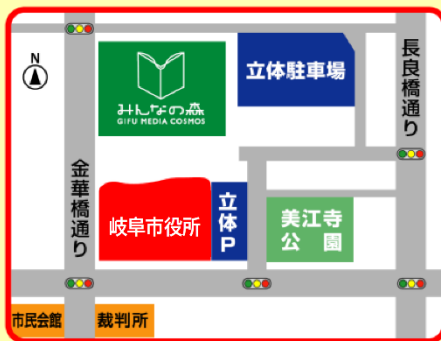 N
みんなの森
GIFU MEDIA COSMOS
立体駐車場
長良橋通り
金華橋通り
岐阜市役所
立体P
美江寺
公園
市民会館
裁判所